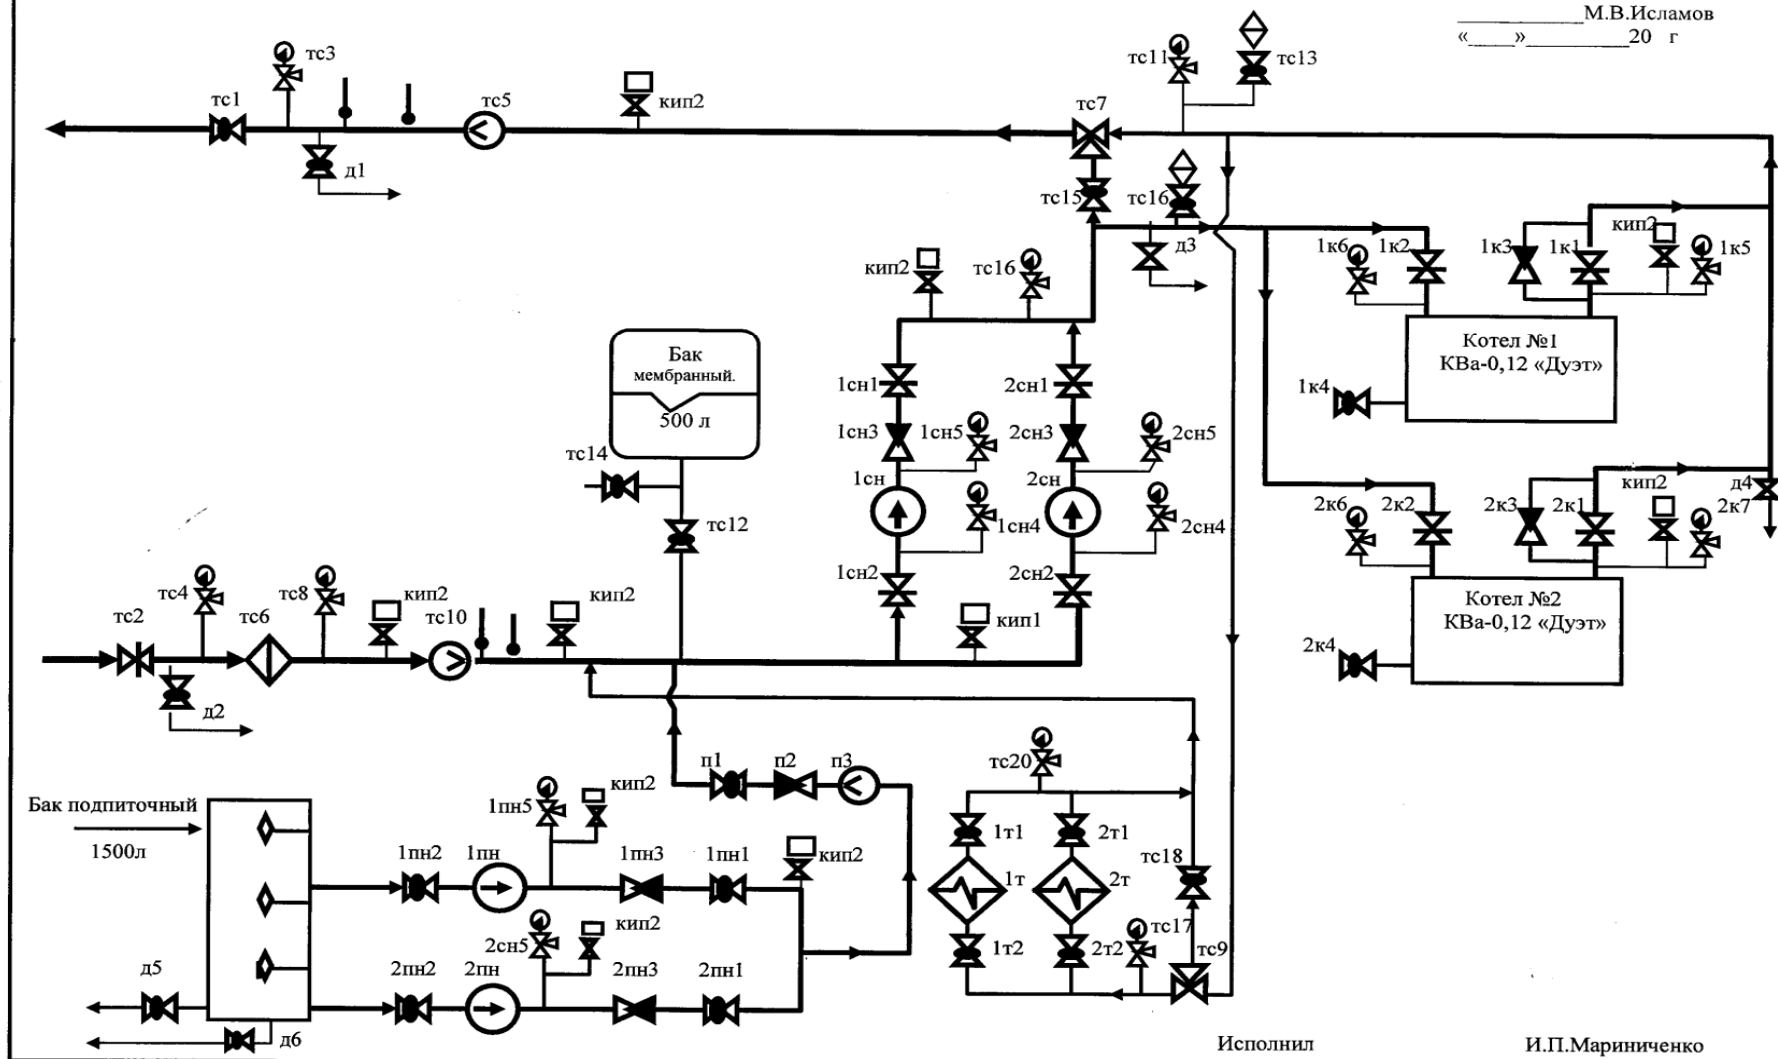 М.В.Исламов
«____»_________20 г
тс3
тс1
д1
тс5
кип2
тс7
тс11
тс13
тс15
тс16
д3
1к6
1к2
1к3
1к1
кип2
1к5
кип2
тс16
Котел №1
КВа-0,12 «Дуэт»
1к4
Бак
мембранный.
500 л
1сн1
2сн1
1сн3
1сн5
2сн3
2сн5
тс14
1сн
2сн
1сн4
2сн4
тс12
1сн2
2сн2
2к6
2к2
2к3
2к1
кип2
д4
2к7
тс2
тс4
тс6
тс8
кип2
тс10
кип2
кип1
Котел №2
КВа-0,12 «Дуэт»
2к4
д2
п1
п2
п3
тс20
Бак подпиточный
1500л
1пн5
кип2
1пн2
1пн
1пн3
1пн1
кип2
1т1
2т1
тс18
1т
2т
2сн5
кип2
тс17
1т2
2т2
тс9
д5
2пн2
2пн
2пн3
2пн1
д6
Исполнил
И.П.Мариниченко